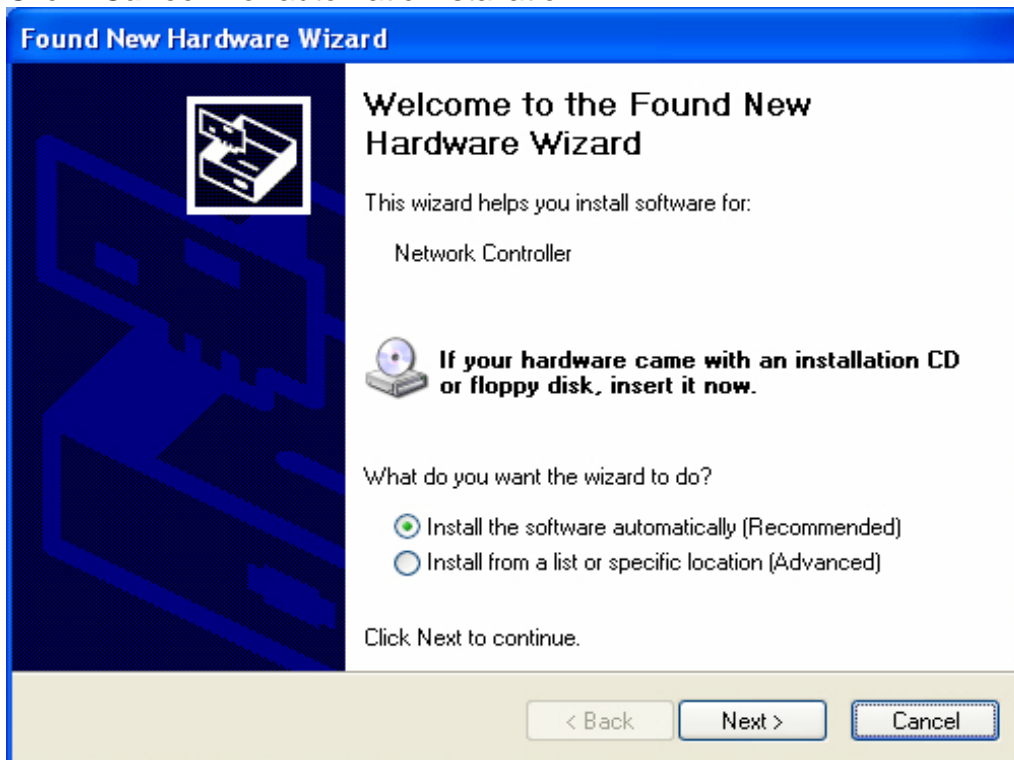 Found New Hardware Wizard
Welcome to the Found New
Hardware Wizard
This wizard helps you install software for:
Network Controller
If your hardware came with an installation CD
or floppy disk, insert it now.
What do you want the wizard to do?
Install the software automatically (Recommended)
Install from a list or specific location (Advanced)
Click Next to continue.
< Back
Next >
Cancel